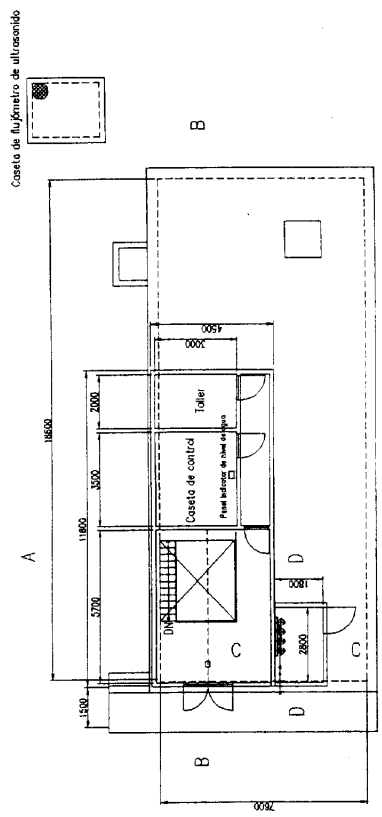 Caseta de flujómetro de ultrasonido
B
A
18600
11800
5700
3500
2000
4500
3000
Taller
Caseta de control
Panel indicador de nivel de agua
DN
1500
C
D
1800
2800
C
D
B
7600